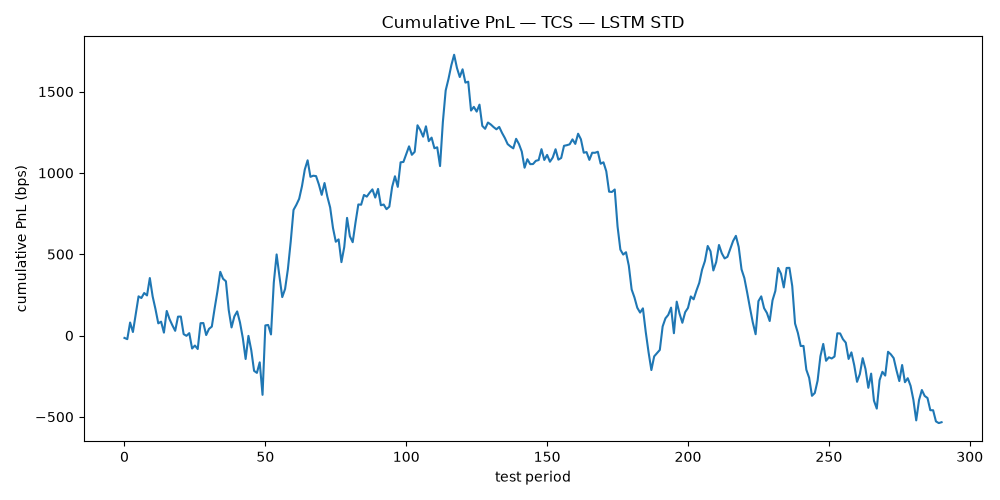 Cumulative PnL — TCS — LSTM STD
cumulative PnL (bps)
1500
1000
500
0
−500
0 50 100 150 200 250 300
test period